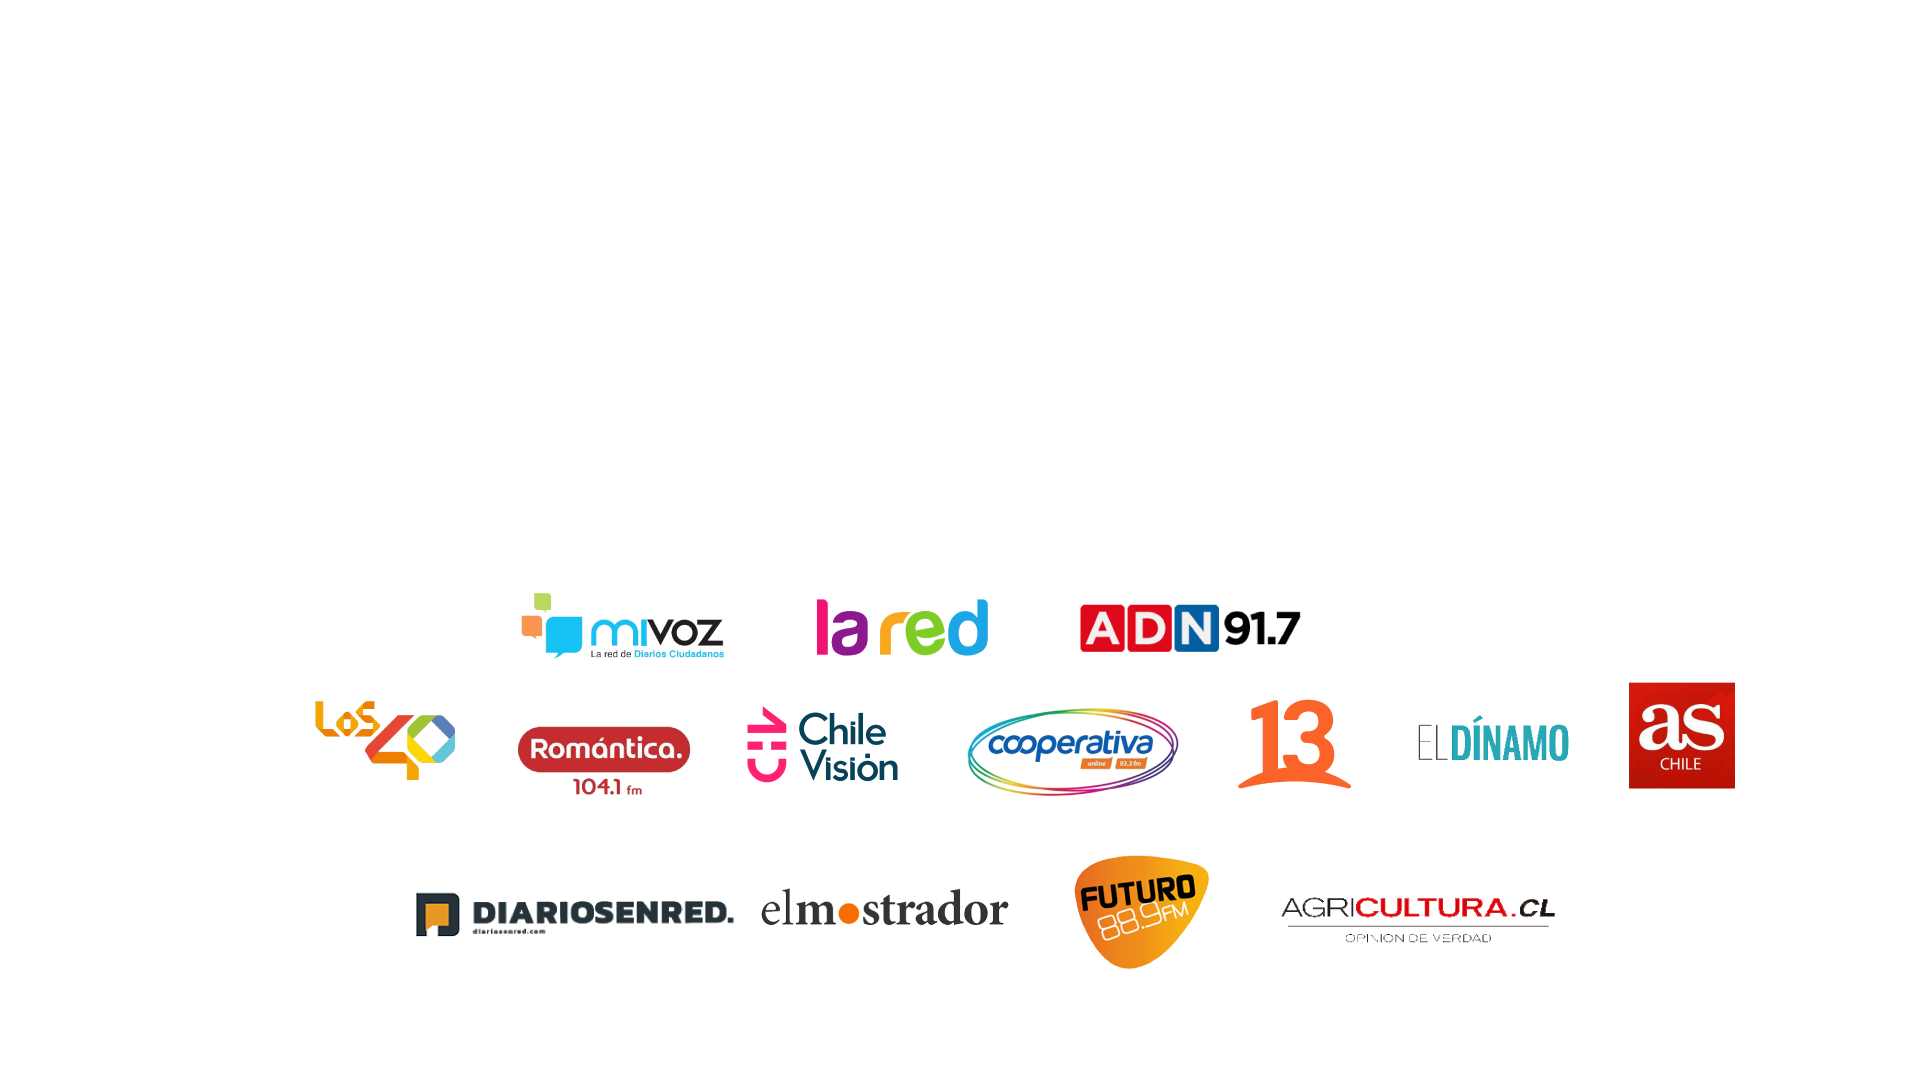 mivoz
La red de Diarios Ciudadanos
la red
ADN 91.7
LOS 40
Romántica.
104.1 fm
CHV
Chile
Visión
cooperativa
online 93.3 fm
13
EL DÍNAMO
as
CHILE
DIARIOSENRED.
diariosenred.com
elmostrador
FUTURO
88.9 FM
AGRICULTURA.CL
OPINION DE VERDAD